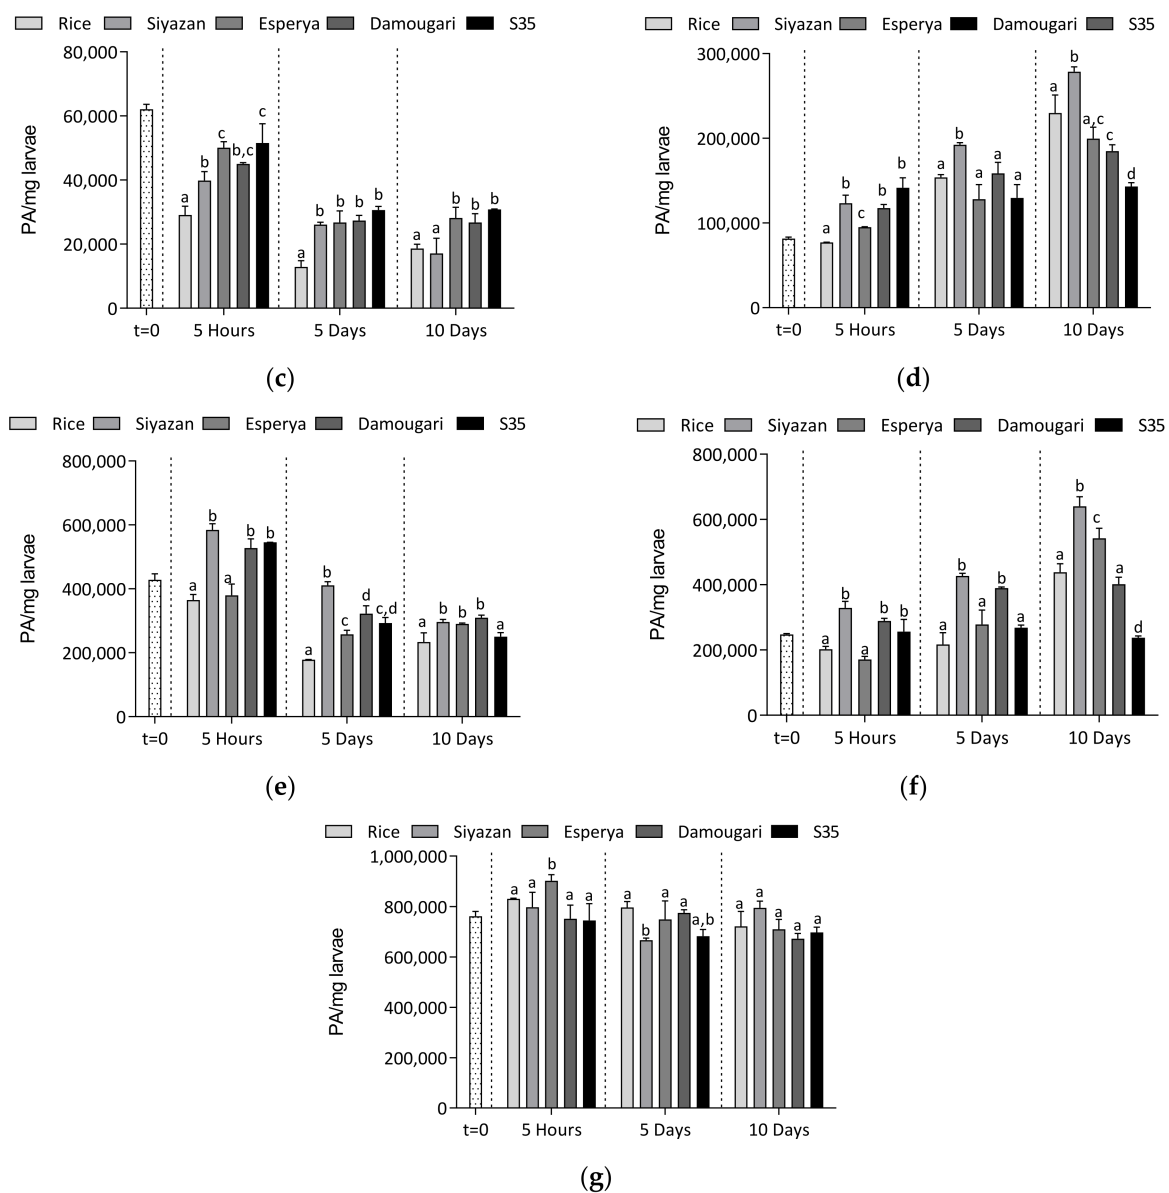 Rice Siyazan Esperya Damougari S35
PA/mg larvae
80,000
60,000
40,000
20,000
0
a b c b,c c
a b b b b
a a b b b
t=0 5 Hours 5 Days 10 Days
(c)
Rice Siyazan Esperya Damougari S35
PA/mg larvae
300,000
200,000
100,000
0
a b c b b
a b a a a
a b a,c c d
t=0 5 Hours 5 Days 10 Days
(d)
Rice Siyazan Esperya Damougari S35
PA/mg larvae
800,000
600,000
400,000
200,000
0
a b a b b
a b c d c,d
a b b b a
t=0 5 Hours 5 Days 10 Days
(e)
Rice Siyazan Esperya Damougari S35
PA/mg larvae
800,000
600,000
400,000
200,000
0
a b a b b
a b a b a
a b c a d
t=0 5 Hours 5 Days 10 Days
(f)
Rice Siyazan Esperya Damougari S35
PA/mg larvae
1,000,000
800,000
600,000
400,000
200,000
0
a a b a a
a b a a a,b
a a a a a
t=0 5 Hours 5 Days 10 Days
(g)